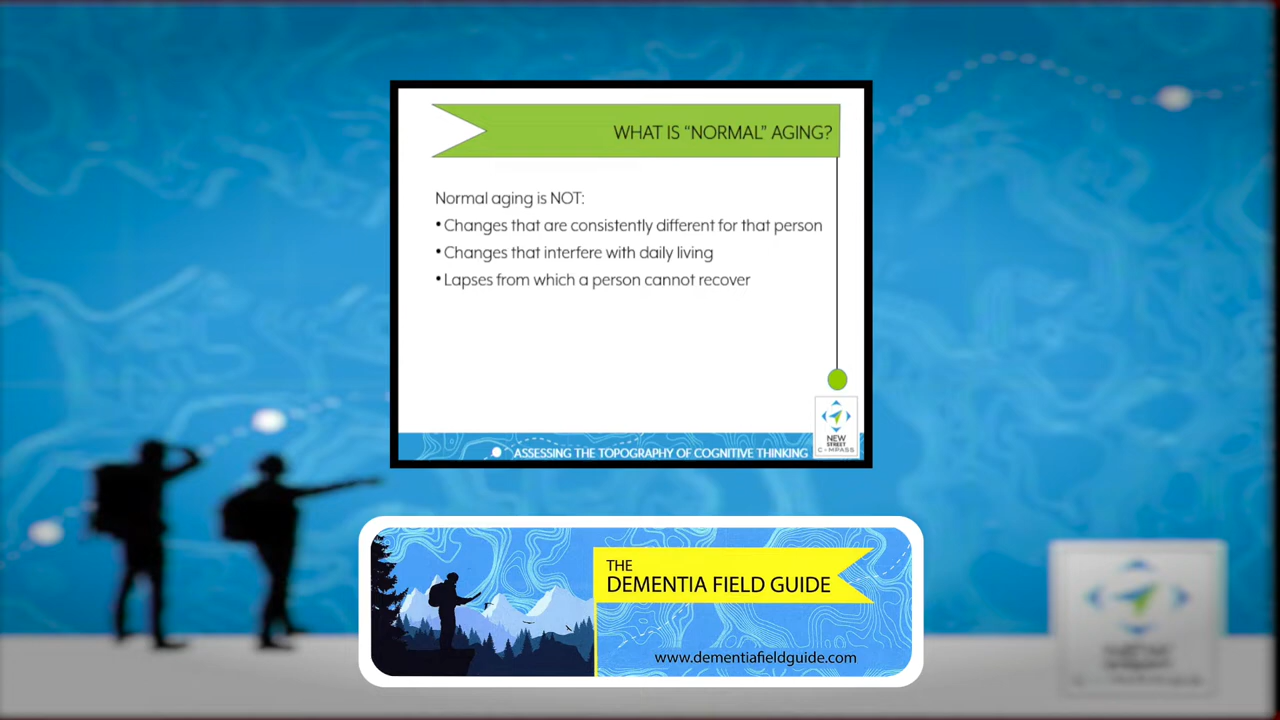 WHAT IS “NORMAL” AGING?
Normal aging is NOT:
•Changes that are consistently different for that person
•Changes that interfere with daily living
•Lapses from which a person cannot recover
NEW
STREET
COMPASS
ASSESSING THE TOPOGRAPHY OF COGNITIVE THINKING
THE
DEMENTIA FIELD GUIDE
www.dementiafieldguide.com